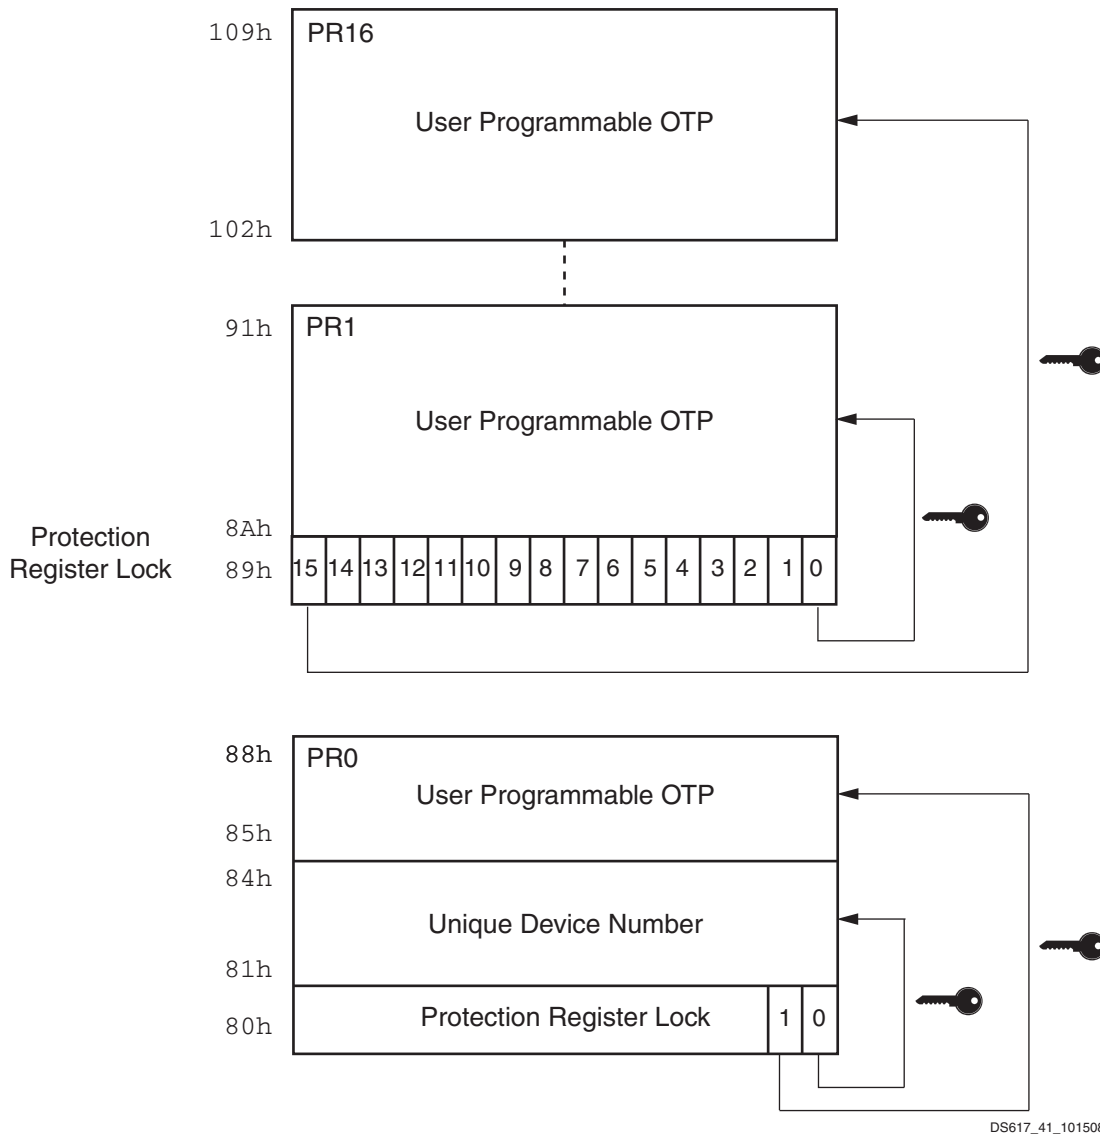 109h PR16
User Programmable OTP
102h
91h PR1
User Programmable OTP
8Ah
Protection
Register Lock 89h 15 14 13 12 11 10 9 8 7 6 5 4 3 2 1 0
88h PR0
User Programmable OTP
85h
84h
Unique Device Number
81h
80h Protection Register Lock 1 0
DS617_41_101508